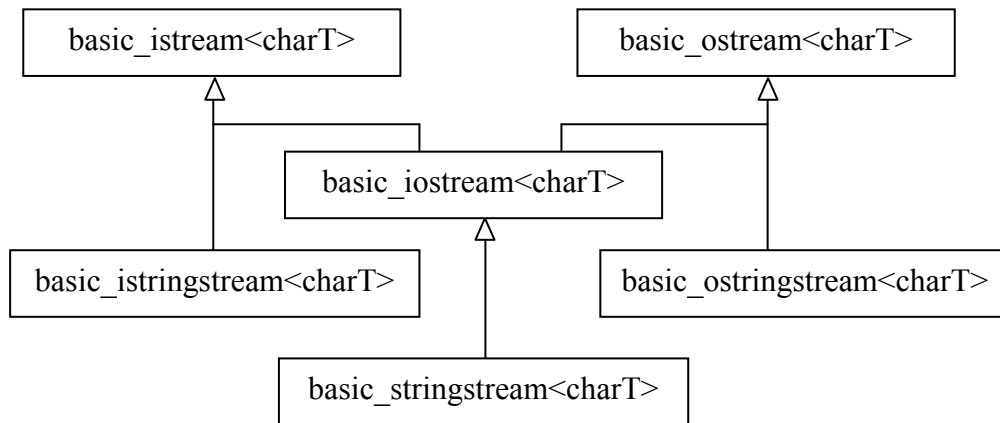 basic_istream<charT>
basic_ostream<charT>
basic_iostream<charT>
basic_istringstream<charT>
basic_ostringstream<charT>
basic_stringstream<charT>